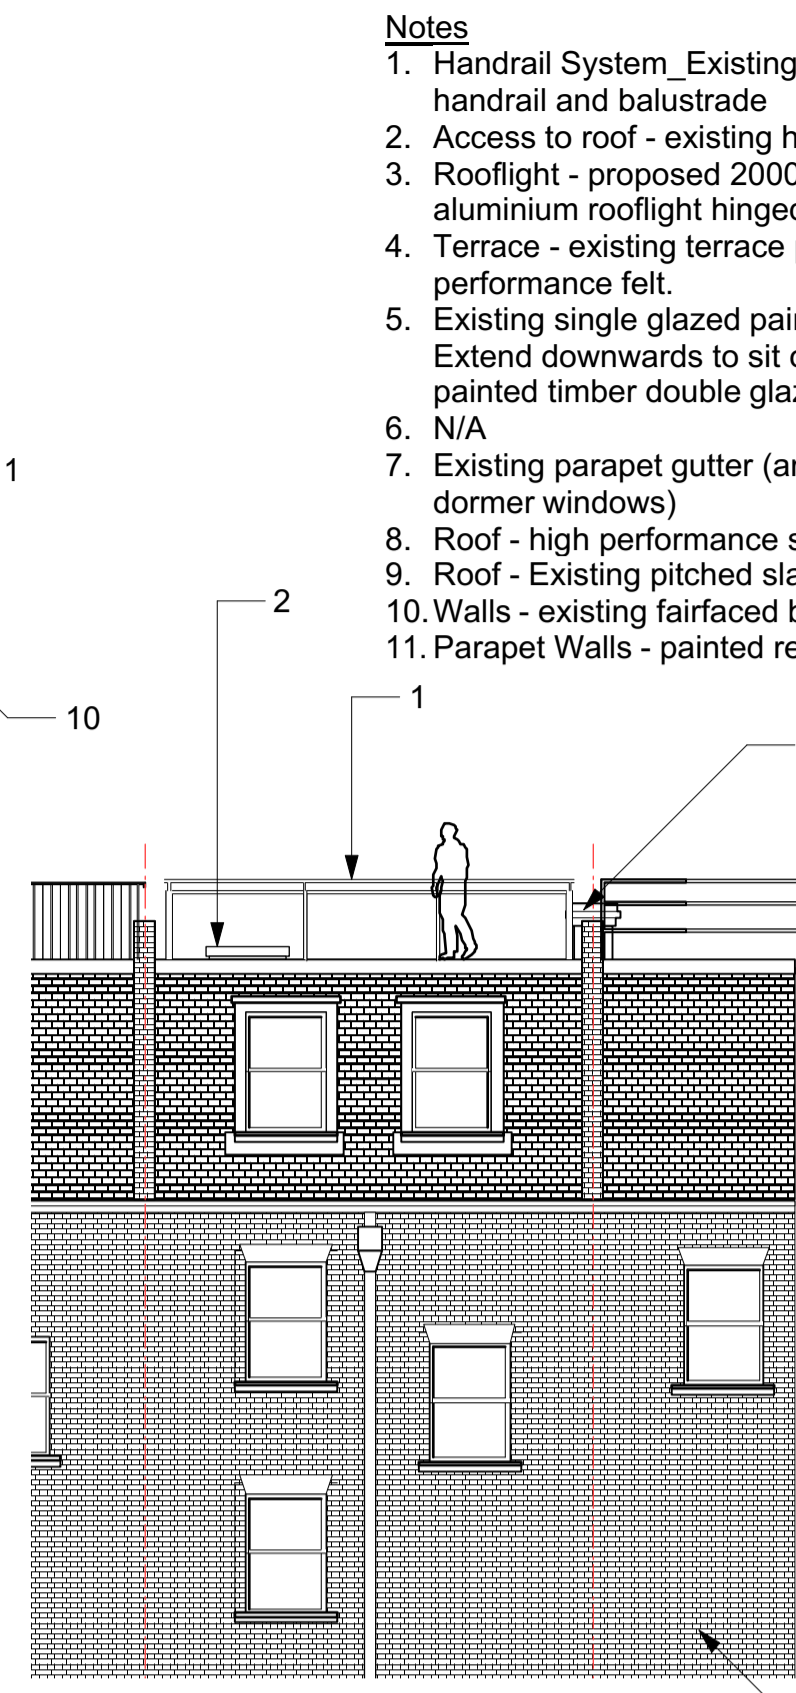 Notes
1. Handrail System_Existing
handrail and balustrade
2. Access to roof - existing h
3. Rooflight - proposed 2000
aluminium rooflight hinged
4. Terrace - existing terrace
performance felt.
5. Existing single glazed pain
Extend downwards to sit
painted timber double glaz
6. N/A
7. Existing parapet gutter (ar
dormer windows)
8. Roof - high performance s
9. Roof - Existing pitched sla
10. Walls - existing fairfaced b
11. Parapet Walls - painted re
1
2
1
10